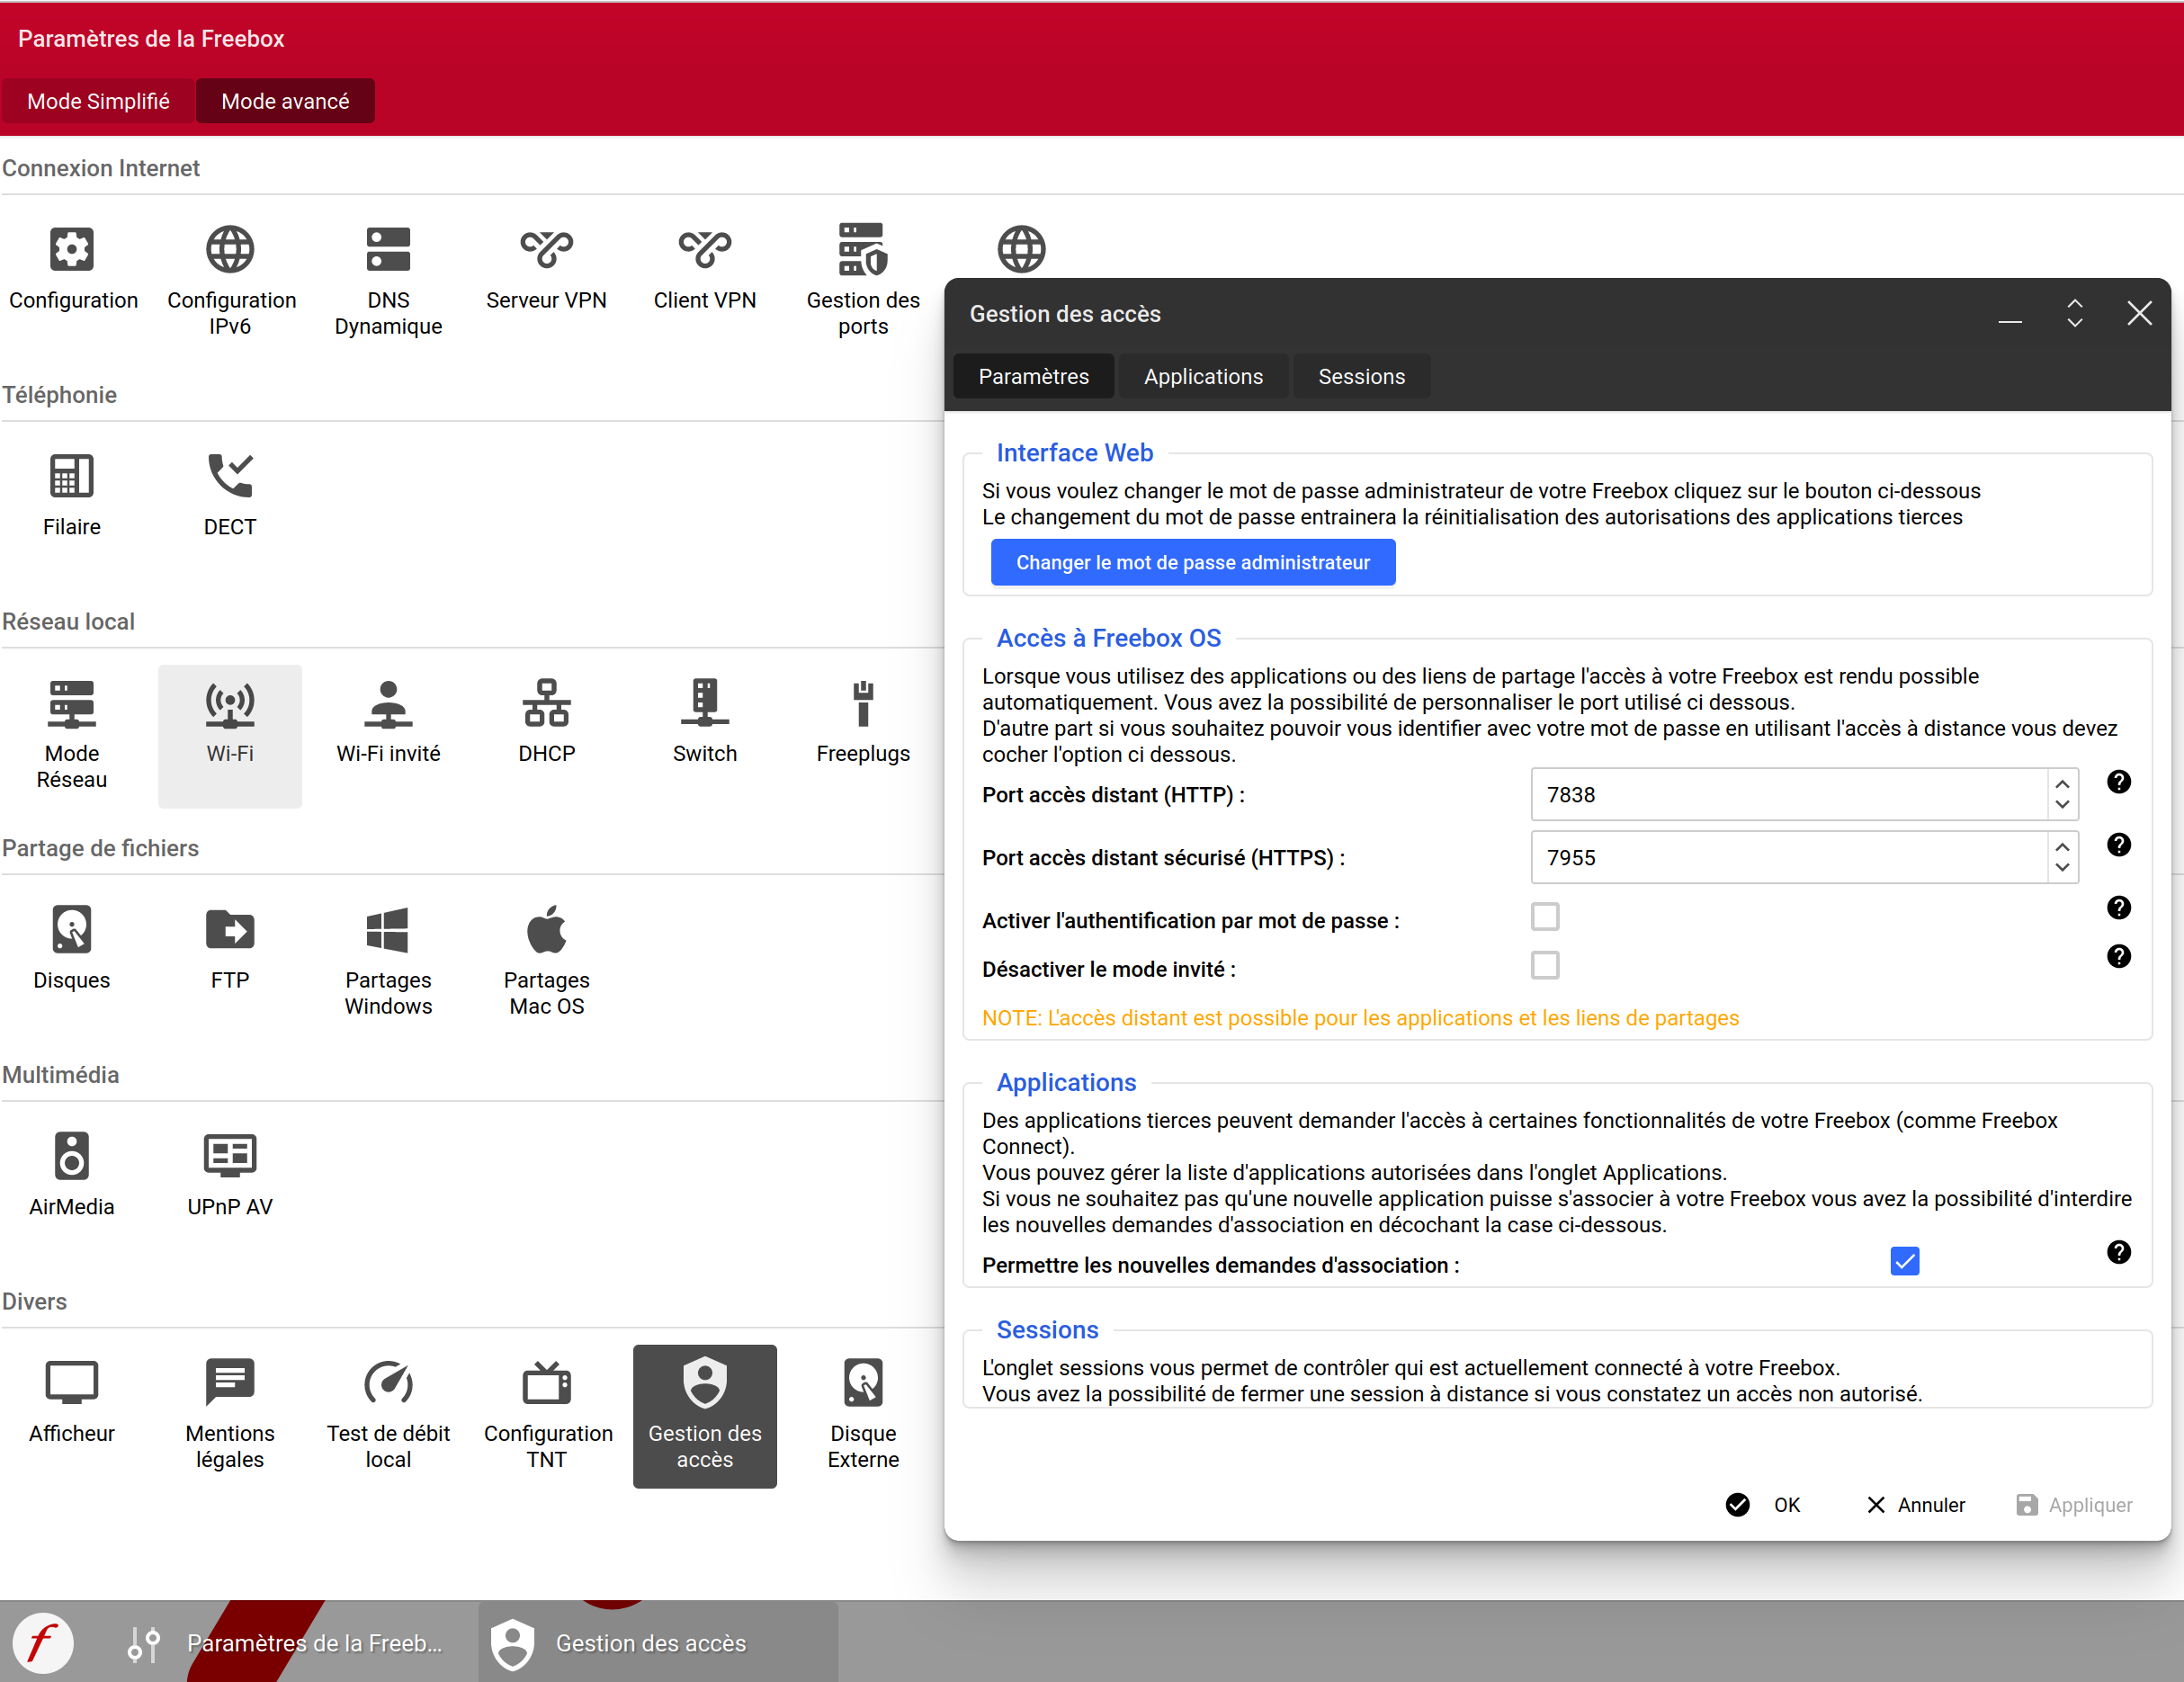 Paramètres de la Freebox
Mode Simplifié
Mode avancé
Connexion Internet
Configuration
Configuration
IPv6
DNS
Dynamique
Serveur VPN
Client VPN
Gestion des
ports
Téléphonie
Filaire
DECT
Réseau local
Mode
Réseau
Wi-Fi
Wi-Fi invité
DHCP
Switch
Freeplugs
Partage de fichiers
Disques
FTP
Partages
Windows
Partages
Mac OS
Multimédia
AirMedia
UPnP AV
Divers
Afficheur
Mentions
légales
Test de débit
local
Configuration
TNT
Gestion des
accès
Disque
Externe
Gestion des accès
Paramètres
Applications
Sessions
Interface Web
Si vous voulez changer le mot de passe administrateur de votre Freebox cliquez sur le bouton ci-dessous
Le changement du mot de passe entrainera la réinitialisation des autorisations des applications tierces
Changer le mot de passe administrateur
Accès à Freebox OS
Lorsque vous utilisez des applications ou des liens de partage l'accès à votre Freebox est rendu possible
automatiquement. Vous avez la possibilité de personnaliser le port utilisé ci dessous.
D'autre part si vous souhaitez pouvoir vous identifier avec votre mot de passe en utilisant l'accès à distance vous devez
cocher l'option ci dessous.
Port accès distant (HTTP) :
7838
Port accès distant sécurisé (HTTPS) :
7955
Activer l'authentification par mot de passe :
Désactiver le mode invité :
NOTE: L'accès distant est possible pour les applications et les liens de partages
Applications
Des applications tierces peuvent demander l'accès à certaines fonctionnalités de votre Freebox (comme Freebox
Connect).
Vous pouvez gérer la liste d'applications autorisées dans l'onglet Applications.
Si vous ne souhaitez pas qu'une nouvelle application puisse s'associer à votre Freebox vous avez la possibilité d'interdire
les nouvelles demandes d'association en décochant la case ci-dessous.
Permettre les nouvelles demandes d'association :
Sessions
L'onglet sessions vous permet de contrôler qui est actuellement connecté à votre Freebox.
Vous avez la possibilité de fermer une session à distance si vous constatez un accès non autorisé.
OK
Annuler
Appliquer
f
Paramètres de la Freeb...
Gestion des accès